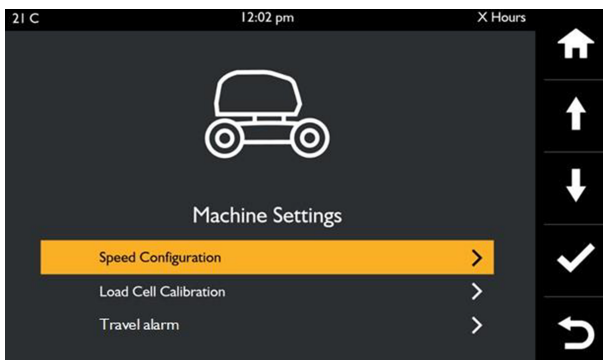 21 C 12:02 pm X Hours
Machine Settings
Speed Configuration
Load Cell Calibration
Travel alarm